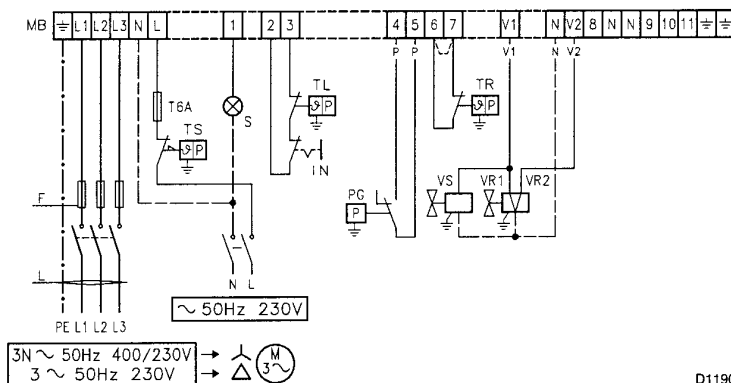 MB ⏚ L1 L2 L3 N L 1 2 3 4 5 6 7 V1 N V2 8 N N 9 10 11 ⏚ ⏚
P P V1 N V2
T6A
S
TL
ϑ P
TR
ϑ P
TS
ϑ P
IN
F
PG
P
VS
VR1
VR2
L
N L
PE L1 L2 L3
~ 50Hz 230V
3N ~ 50Hz 400/230V
3 ~ 50Hz 230V
△
M
3~
D1190